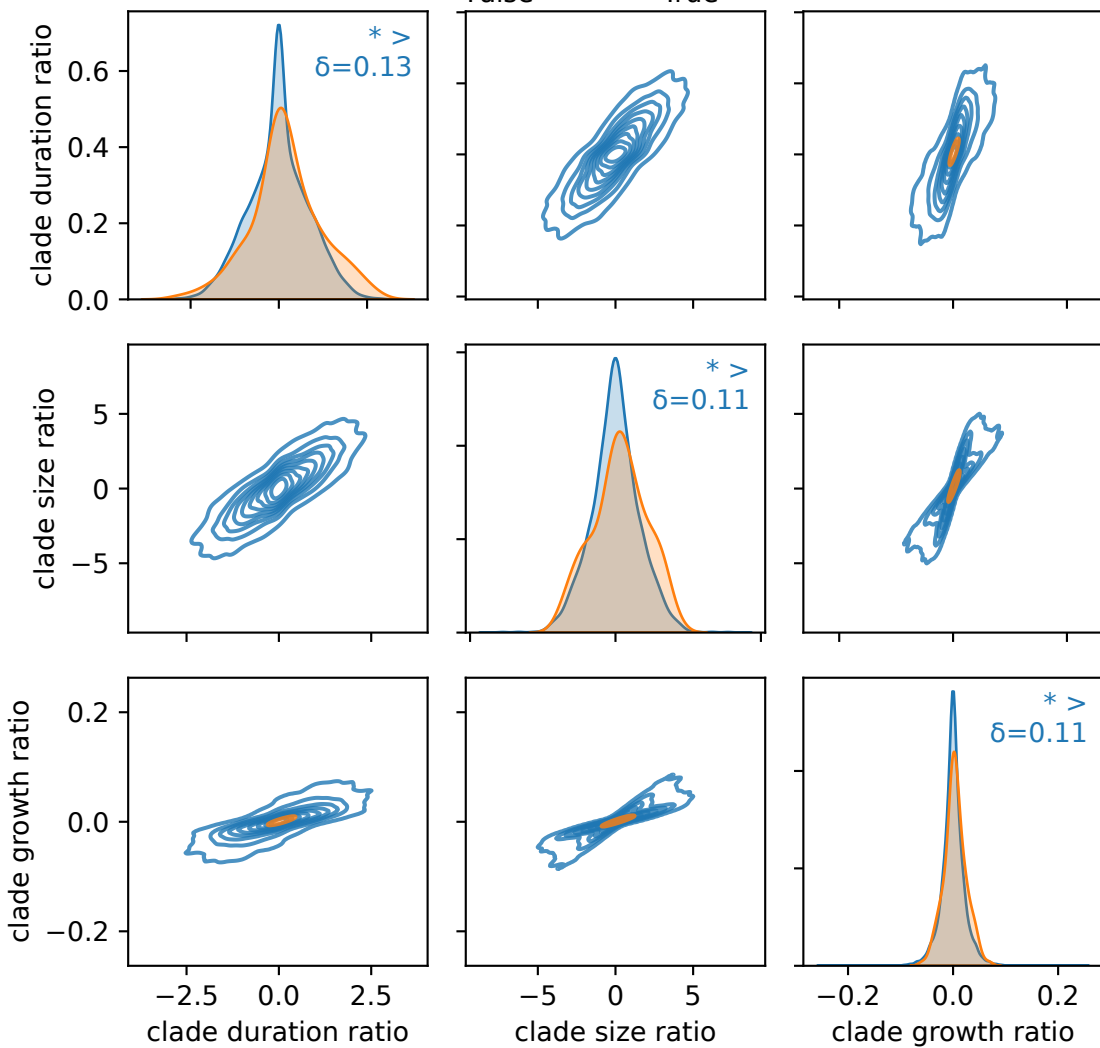 True
clade duration ratio
0.6
0.4
0.2
0.0
* >
δ=0.13
clade size ratio
5
0
−5
* >
δ=0.11
clade growth ratio
0.2
0.0
−0.2
* >
δ=0.11
−2.5 0.0 2.5
−5 0 5
−0.2 0.0 0.2
clade duration ratio
clade size ratio
clade growth ratio